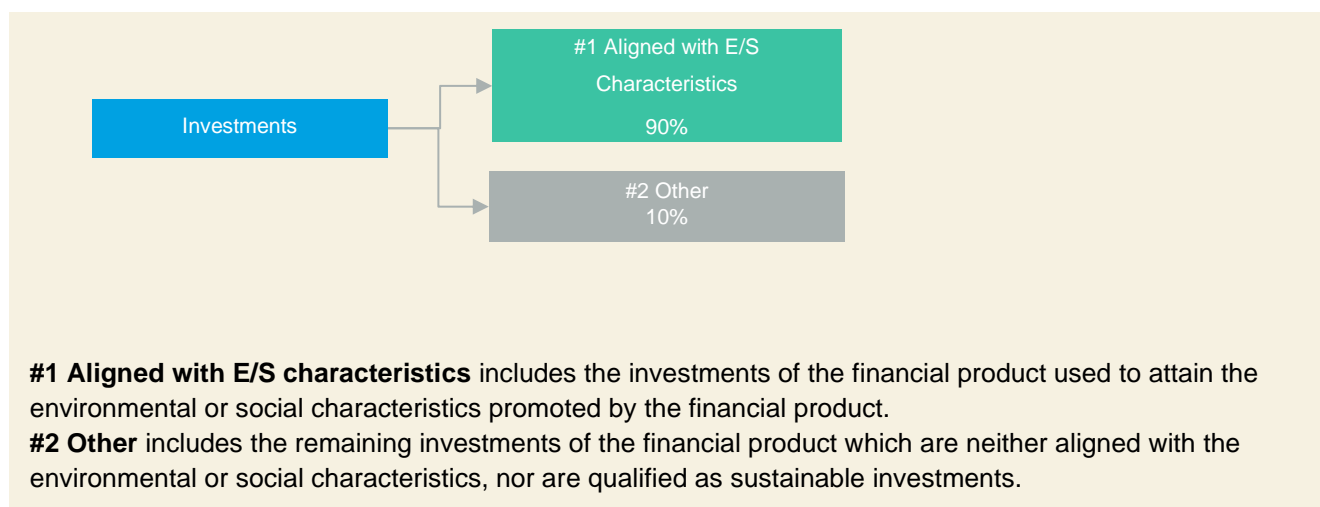 #1 Aligned with E/S
Characteristics
90%
Investments
#2 Other
10%
#1 Aligned with E/S characteristics includes the investments of the financial product used to attain the
environmental or social characteristics promoted by the financial product.
#2 Other includes the remaining investments of the financial product which are neither aligned with the
environmental or social characteristics, nor are qualified as sustainable investments.